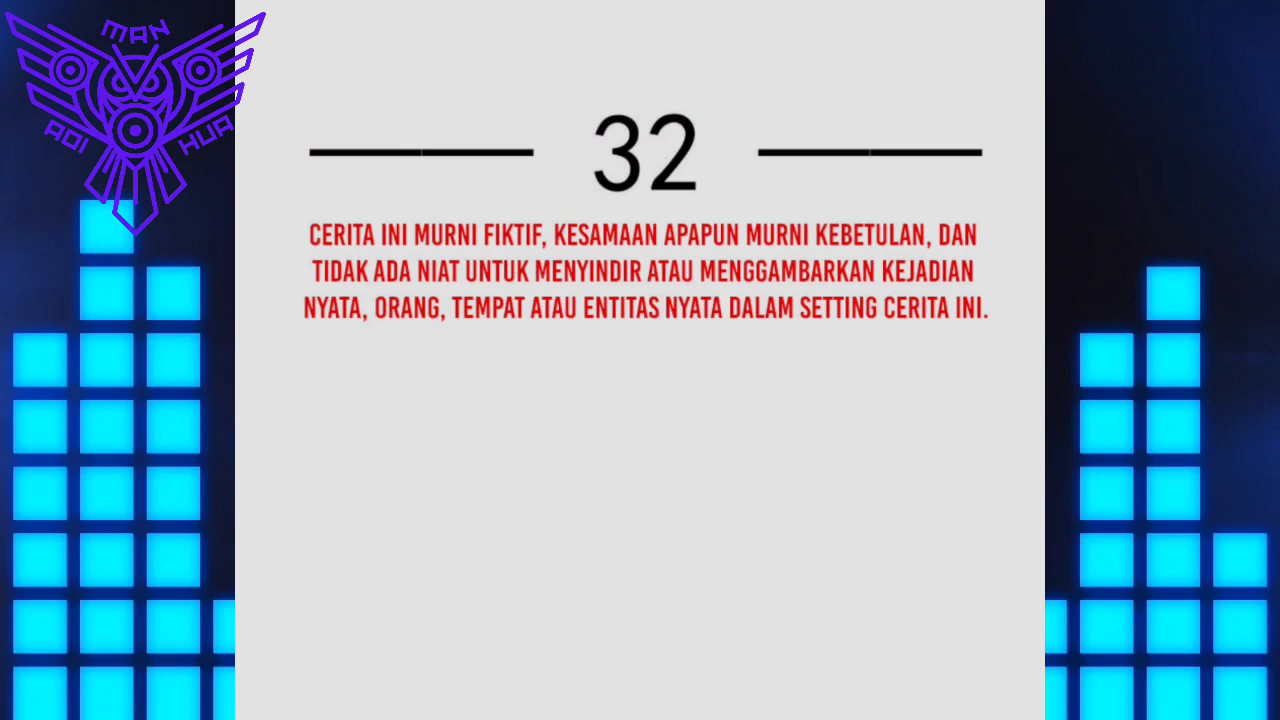 MAN
ADI HUA
32
CERITA INI MURNI FIKTIF, KESAMAAN APAPUN MURNI KEBETULAN, DAN
TIDAK ADA NIAT UNTUK MENYINDIR ATAU MENGGAMBARKAN KEJADIAN
NYATA, ORANG, TEMPAT ATAU ENTITAS NYATA DALAM SETTING CERITA INI.